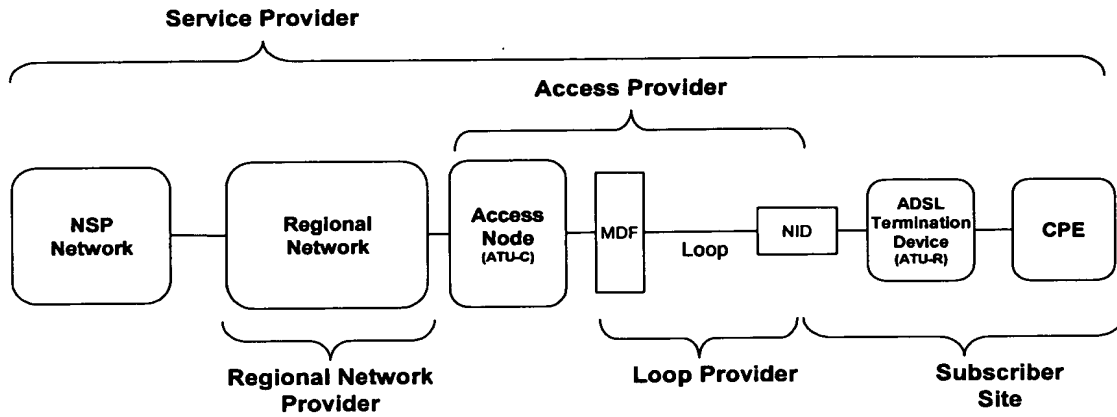 Service Provider
Access Provider
NSP
Network
Regional
Network
Access
Node
(ATU-C)
MDF
Loop
NID
ADSL
Termination
Device
(ATU-R)
CPE
Regional Network
Provider
Loop Provider
Subscriber
Site